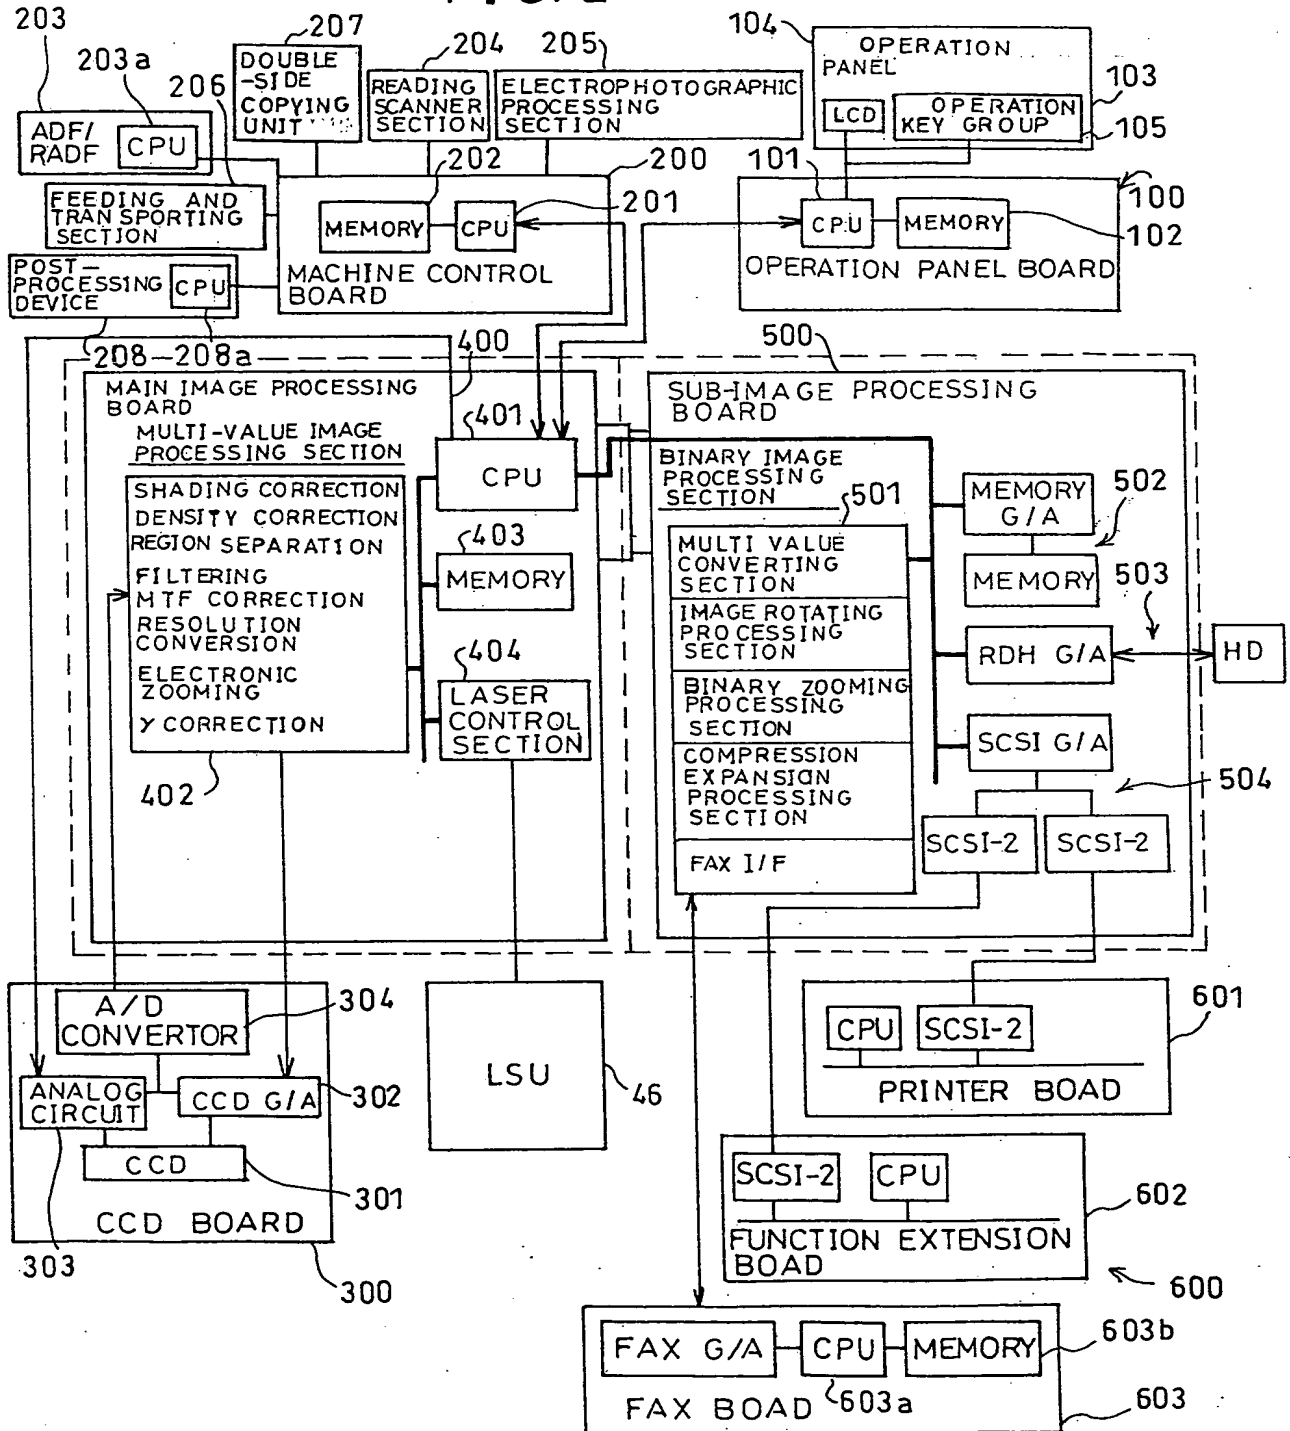 203
203a
206
207
204
205
104
DOUBLE
-SIDE
COPYING
UNIT
READING
SCANNER
SECTION
ELECTROPHOTOGRAPHIC
PROCESSING
SECTION
OPERATION
PANEL
LCD
OPERATION
KEY GROUP
103
105
ADF/
RADF
CPU
202
200
101
100
FEEDING AND
TRANSPORTING
SECTION
MEMORY
CPU
201
MACHINE CONTROL
BOARD
CPU
MEMORY
102
OPERATION PANEL BOARD
POST-
PROCESSING
DEVICE
CPU
208
208a
400
500
MAIN IMAGE PROCESSING
BOARD
MULTI-VALUE IMAGE
PROCESSING SECTION
401
CPU
SHADING CORRECTION
DENSITY CORRECTION
REGION SEPARATION
FILTERING
MTF CORRECTION
RESOLUTION
CONVERSION
ELECTRONIC
ZOOMING
γ CORRECTION
402
403
MEMORY
404
LASER
CONTROL
SECTION
SUB-IMAGE PROCESSING
BOARD
BINARY IMAGE
PROCESSING
SECTION
501
MULTI VALUE
CONVERTING
SECTION
IMAGE ROTATING
PROCESSING
SECTION
BINARY ZOOMING
PROCESSING
SECTION
COMPRESSION
EXPANSION
PROCESSING
SECTION
FAX I/F
MEMORY
G/A
502
MEMORY
503
RDH G/A
HD
SCSI G/A
504
SCSI-2
SCSI-2
A/D
CONVERTOR
304
ANALOG
CIRCUIT
CCD G/A
302
CCD
301
CCD BOARD
303
300
LSU
46
CPU
SCSI-2
601
PRINTER BOAD
SCSI-2
CPU
602
FUNCTION EXTENSION
BOAD
600
FAX G/A
CPU
MEMORY
603b
603a
FAX BOAD
603